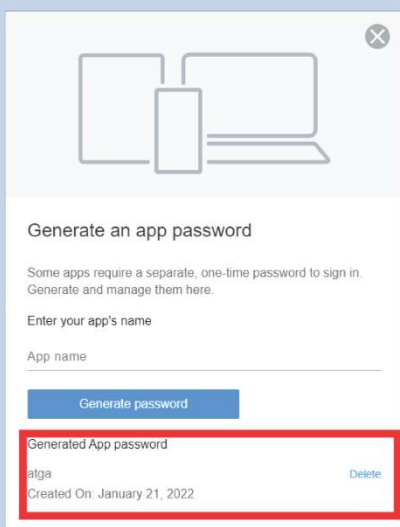 Generate an app password
Some apps require a separate, one-time password to sign in.
Generate and manage them here.
Enter your app's name
App name
Generate password
Generated App password
atga Delete
Created On: January 21, 2022